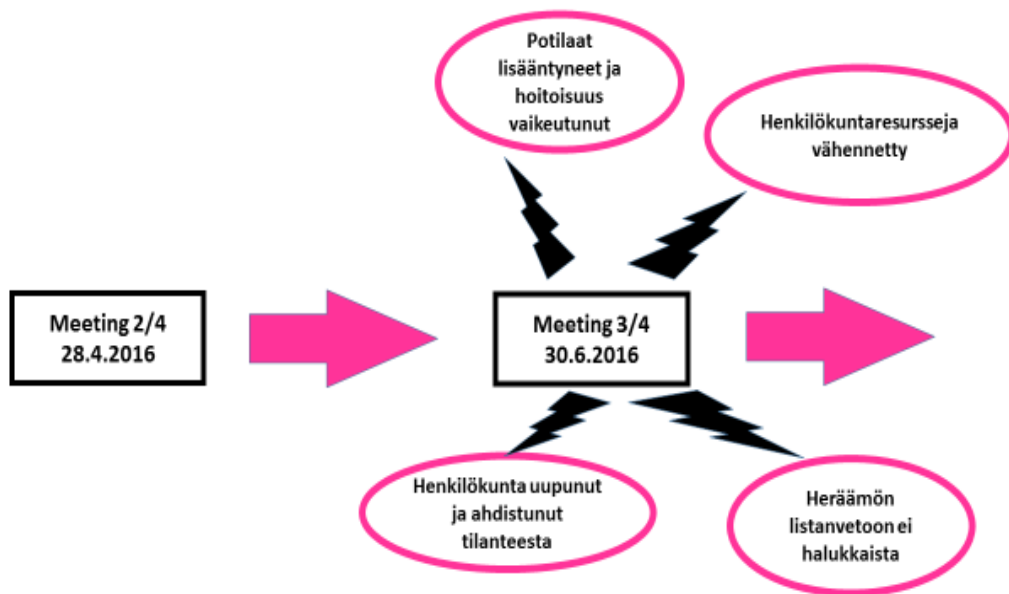 Potilaat
lisääntyneet ja
hoitoisuus
vaikeutunut
Henkilökuntaresursseja
vähennetty
Meeting 2/4
28.4.2016
Meeting 3/4
30.6.2016
Henkilökunta uupunut
ja ahdistunut
tilanteesta
Heräämön
listanvetoon ei
halukkaista